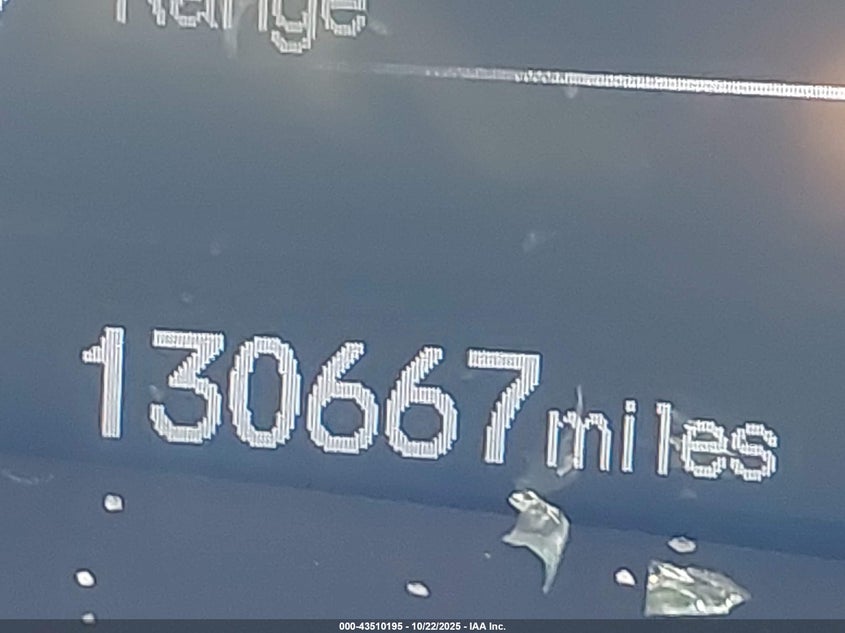 Range
130667miles
000-43510195 - 10/22/2025 - IAA Inc.